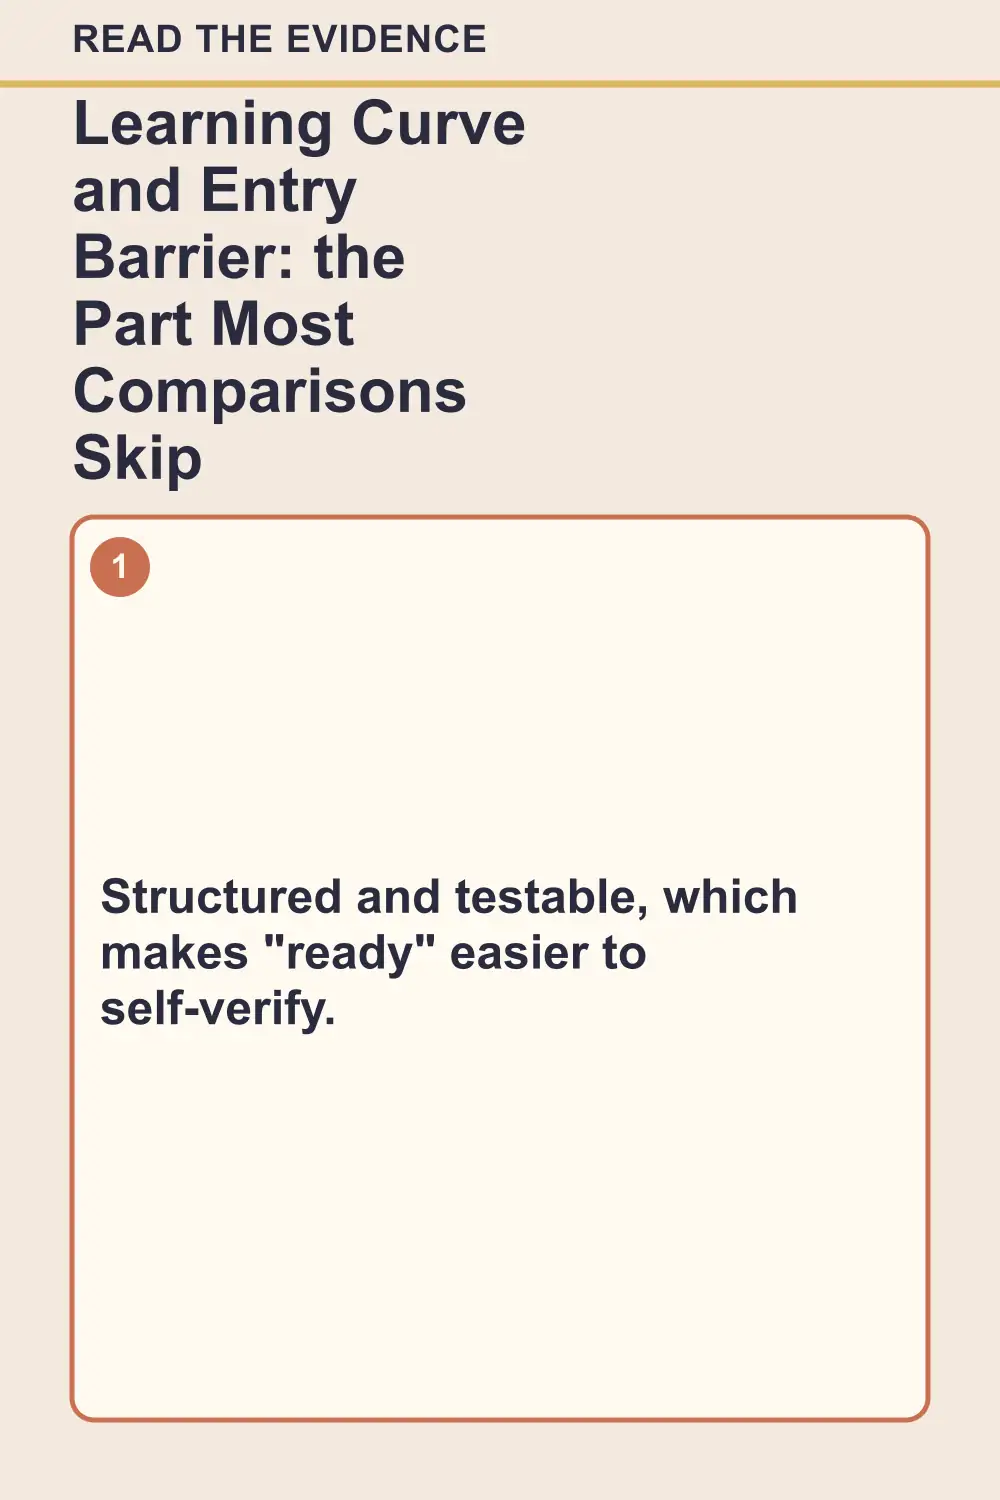 READ THE EVIDENCE
Learning Curve
and Entry
Barrier: the
Part Most
Comparisons
Skip
1
Structured and testable, which
makes "ready" easier to
self-verify.